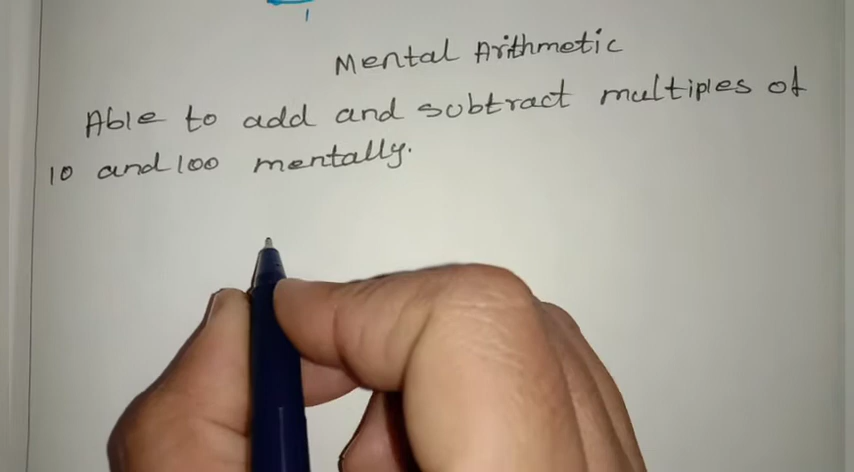 Mental Arithmetic
Able to add and subtract multiples of
10 and 100 mentally.